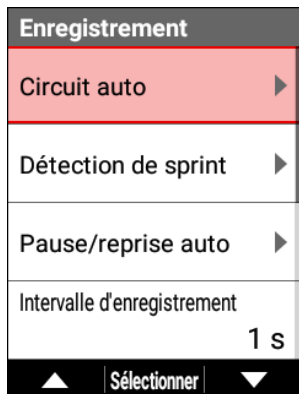 Enregistrement
Circuit auto
Détection de sprint
Pause/reprise auto
Intervalle d'enregistrement
1 s
Sélectionner